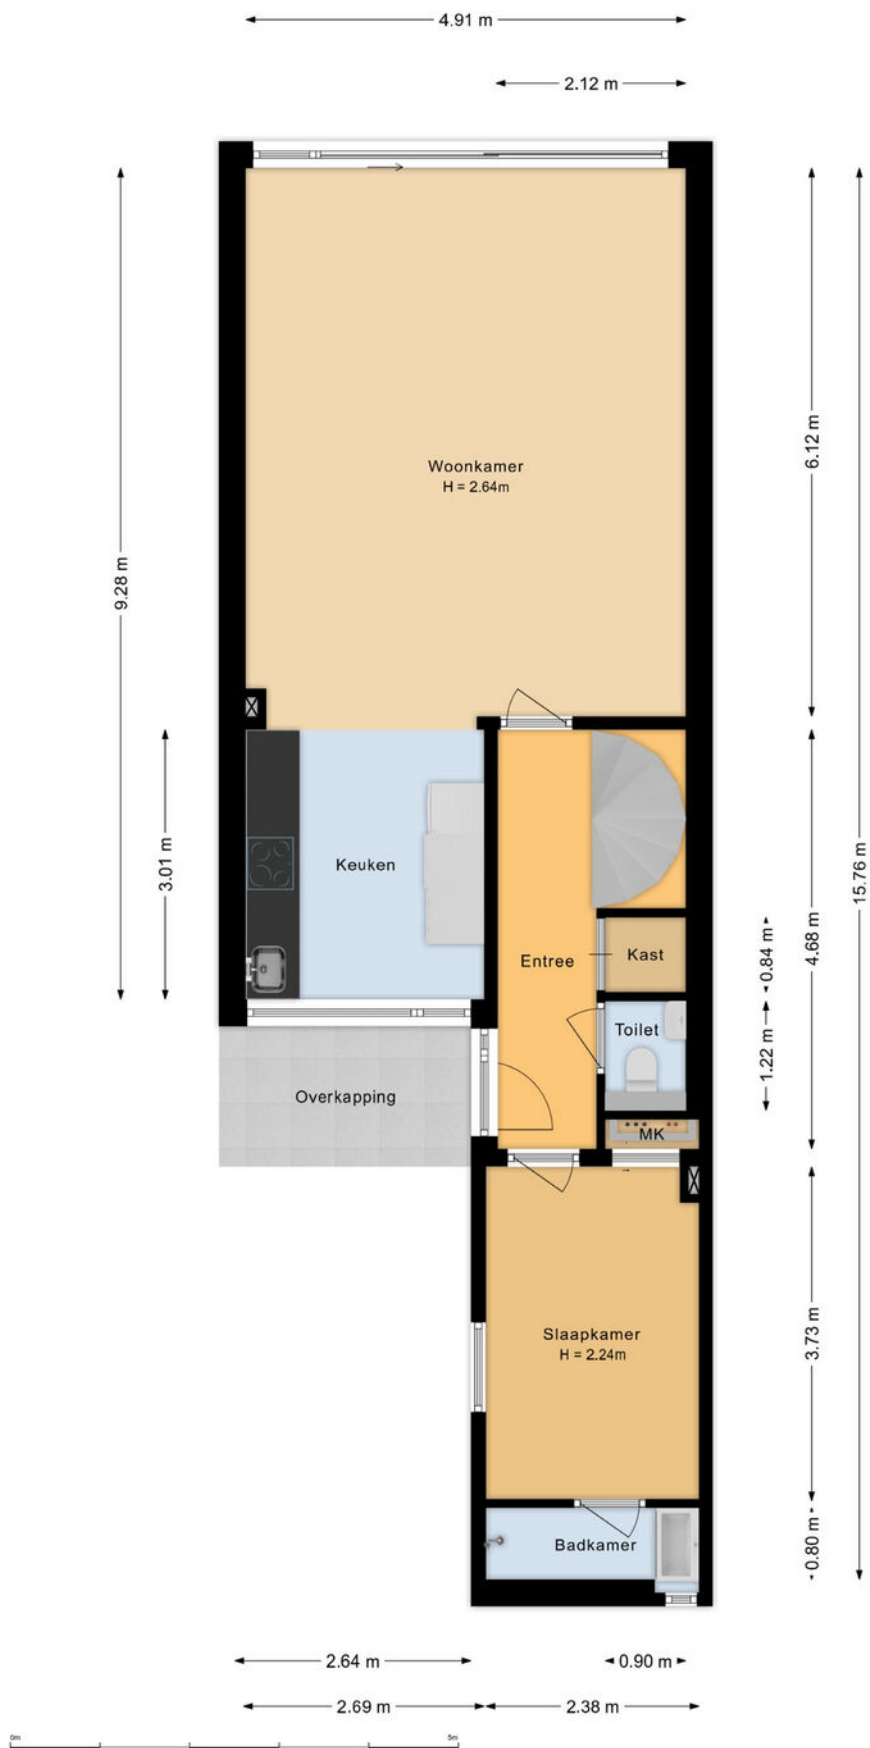 4.91 m
2.12 m
9.28 m
6.12 m
Woonkamer
H = 2.64m
3.01 m
Keuken
15.76 m
4.68 m
Entree
Kast
0.84 m
Toilet
1.22 m
Overkapping
MK
Slaapkamer
H = 2.24m
3.73 m
Badkamer
0.80 m
2.64 m
0.90 m
2.69 m
2.38 m
0m
5m